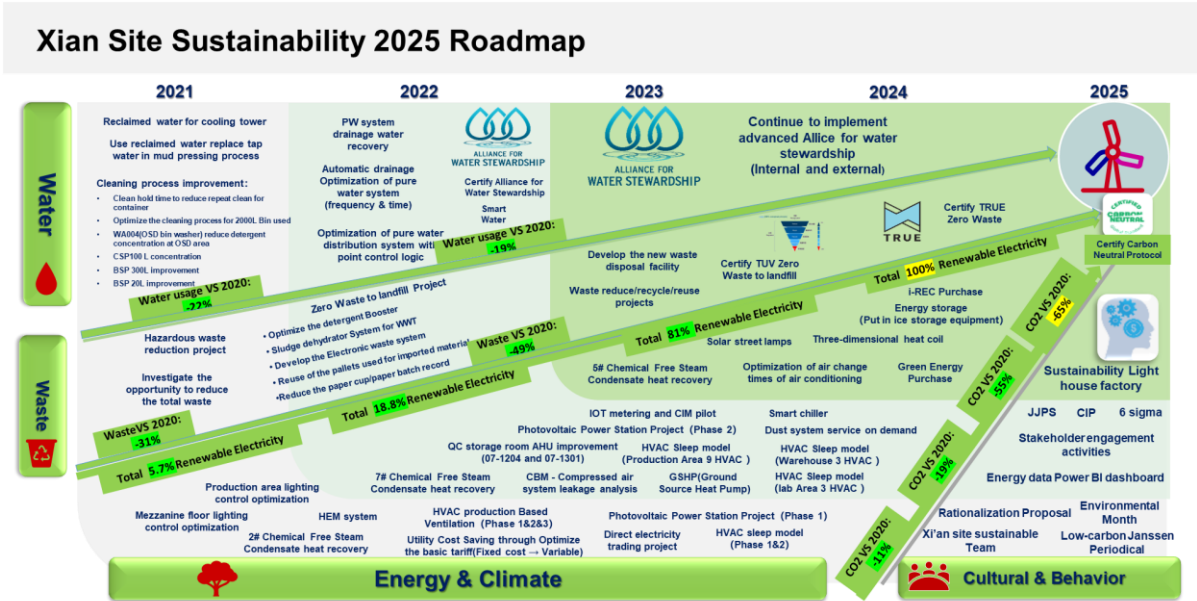 Xian Site Sustainability 2025 Roadmap
2021
2022
2023
2024
2025
Water
Reclaimed water for cooling tower
Use reclaimed water replace tap
water in mud pressing process
Cleaning process improvement:
• Clean hold time to reduce repeat clean for
container
• Optimize the cleaning process for 2000L Bin used
• WA004(OSD bin washer) reduce detergent
concentration at OSD area
• CSP100 L concentration
• BSP 300L improvement
• BSP 20L improvement
Water usage VS 2020:
-22%
PW system
drainage water
recovery
Automatic drainage
Optimization of pure
water system
(frequency & time)
Optimization of pure water
distribution system with
point control logic
ALLIANCE FOR
WATER STEWARDSHIP
Certify Alliance for
Water Stewardship
Smart
Water
Water usage VS 2020:
-19%
ALLIANCE FOR
WATER STEWARDSHIP
Continue to implement
advanced Allice for water
stewardship
(Internal and external)
Develop the new waste
disposal facility
Waste reduce/recycle/reuse
projects
Certify TUV Zero
Waste to landfill
TRUE
Certify TRUE
Zero Waste
CERTIFIED
CARBON
NEUTRAL
Certify Carbon
Neutral Protocol
Waste
Hazardous waste
reduction project
Investigate the
opportunity to reduce
the total waste
WasteVS 2020:
-31%
Zero Waste to landfill Project
• Optimize the detergent Booster
• Sludge dehydrator System for WWT
• Develop the Electronic waste system
• Reuse of the pallets used for imported material
• Reduce the paper cup/paper batch record
Waste VS 2020:
-49%
Total 5.7% Renewable Electricity
Total 18.8% Renewable Electricity
Total 81% Renewable Electricity
Total 100% Renewable Electricity
i-REC Purchase
Energy storage
(Put in ice storage equipment)
Solar street lamps
Three-dimensional heat coil
5# Chemical Free Steam
Condensate heat recovery
Optimization of air change
times of air conditioning
Green Energy
Purchase
IOT metering and CIM pilot
Smart chiller
Photovoltaic Power Station Project (Phase 2)
Dust system service on demand
QC storage room AHU improvement
(07-1204 and 07-1301)
HVAC Sleep model
(Production Area 9 HVAC )
HVAC Sleep model
(Warehouse 3 HVAC )
7# Chemical Free Steam
Condensate heat recovery
CBM - Compressed air
system leakage analysis
GSHP(Ground
Source Heat Pump)
HVAC Sleep model
(lab Area 3 HVAC )
Production area lighting
control optimization
Mezzanine floor lighting
control optimization
HEM system
HVAC production Based
Ventilation (Phase 1&2&3)
Photovoltaic Power Station Project (Phase 1)
2# Chemical Free Steam
Condensate heat recovery
Utility Cost Saving through Optimize
the basic tariff(Fixed cost → Variable)
Direct electricity
trading project
HVAC sleep model
(Phase 1&2)
CO2 VS 2020:
-11%
CO2 VS 2020:
-19%
CO2 VS 2020:
-55%
CO2 VS 2020:
-65%
Sustainability Light
house factory
JJPS CIP 6 sigma
Stakeholder engagement
activities
Energy data Power BI dashboard
Rationalization Proposal
Environmental
Month
Xi'an site sustainable
Team
Low-carbon Janssen
Periodical
Energy & Climate
Cultural & Behavior